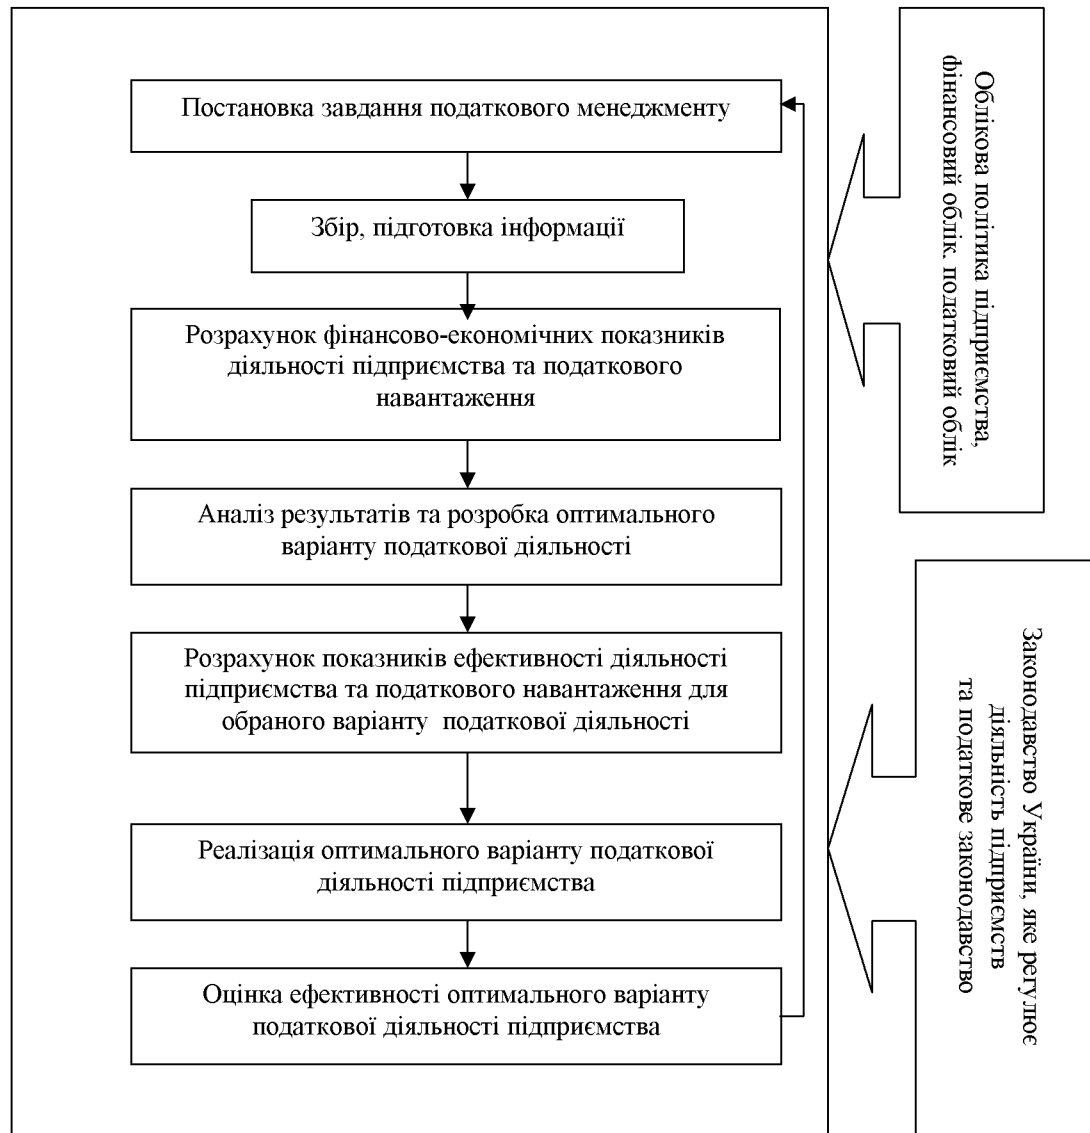 Постановка завдання податкового менеджменту
Збір, підготовка інформації
Розрахунок фінансово-економічних показників
діяльності підприємства та податкового
навантаження
Аналіз результатів та розробка оптимального
варіанту податкової діяльності
Розрахунок показників ефективності діяльності
підприємства та податкового навантаження для
обраного варіанту податкової діяльності
Реалізація оптимального варіанту податкової
діяльності підприємства
Оцінка ефективності оптимального варіанту
податкової діяльності підприємства
Облікова політика підприємства,
фінансовий облік. податковий облік
Законодавство України, яке регулює
діяльність підприємств
та податкове законодавство